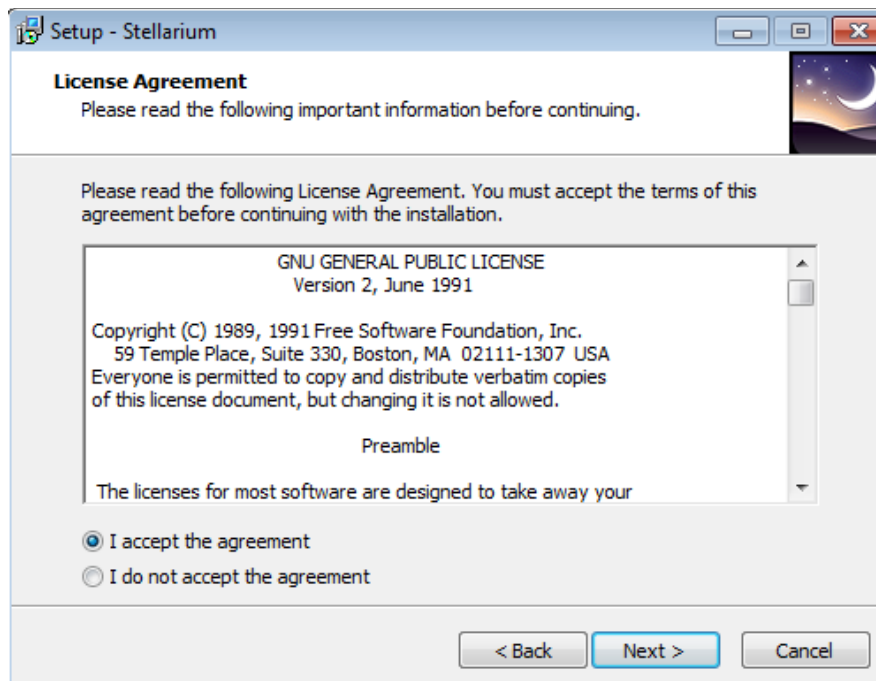 Setup - Stellarium
License Agreement
Please read the following important information before continuing.
Please read the following License Agreement. You must accept the terms of this
agreement before continuing with the installation.
GNU GENERAL PUBLIC LICENSE
Version 2, June 1991
Copyright (C) 1989, 1991 Free Software Foundation, Inc.
59 Temple Place, Suite 330, Boston, MA  02111-1307  USA
Everyone is permitted to copy and distribute verbatim copies
of this license document, but changing it is not allowed.
Preamble
The licenses for most software are designed to take away your
I accept the agreement
I do not accept the agreement
< Back
Next >
Cancel